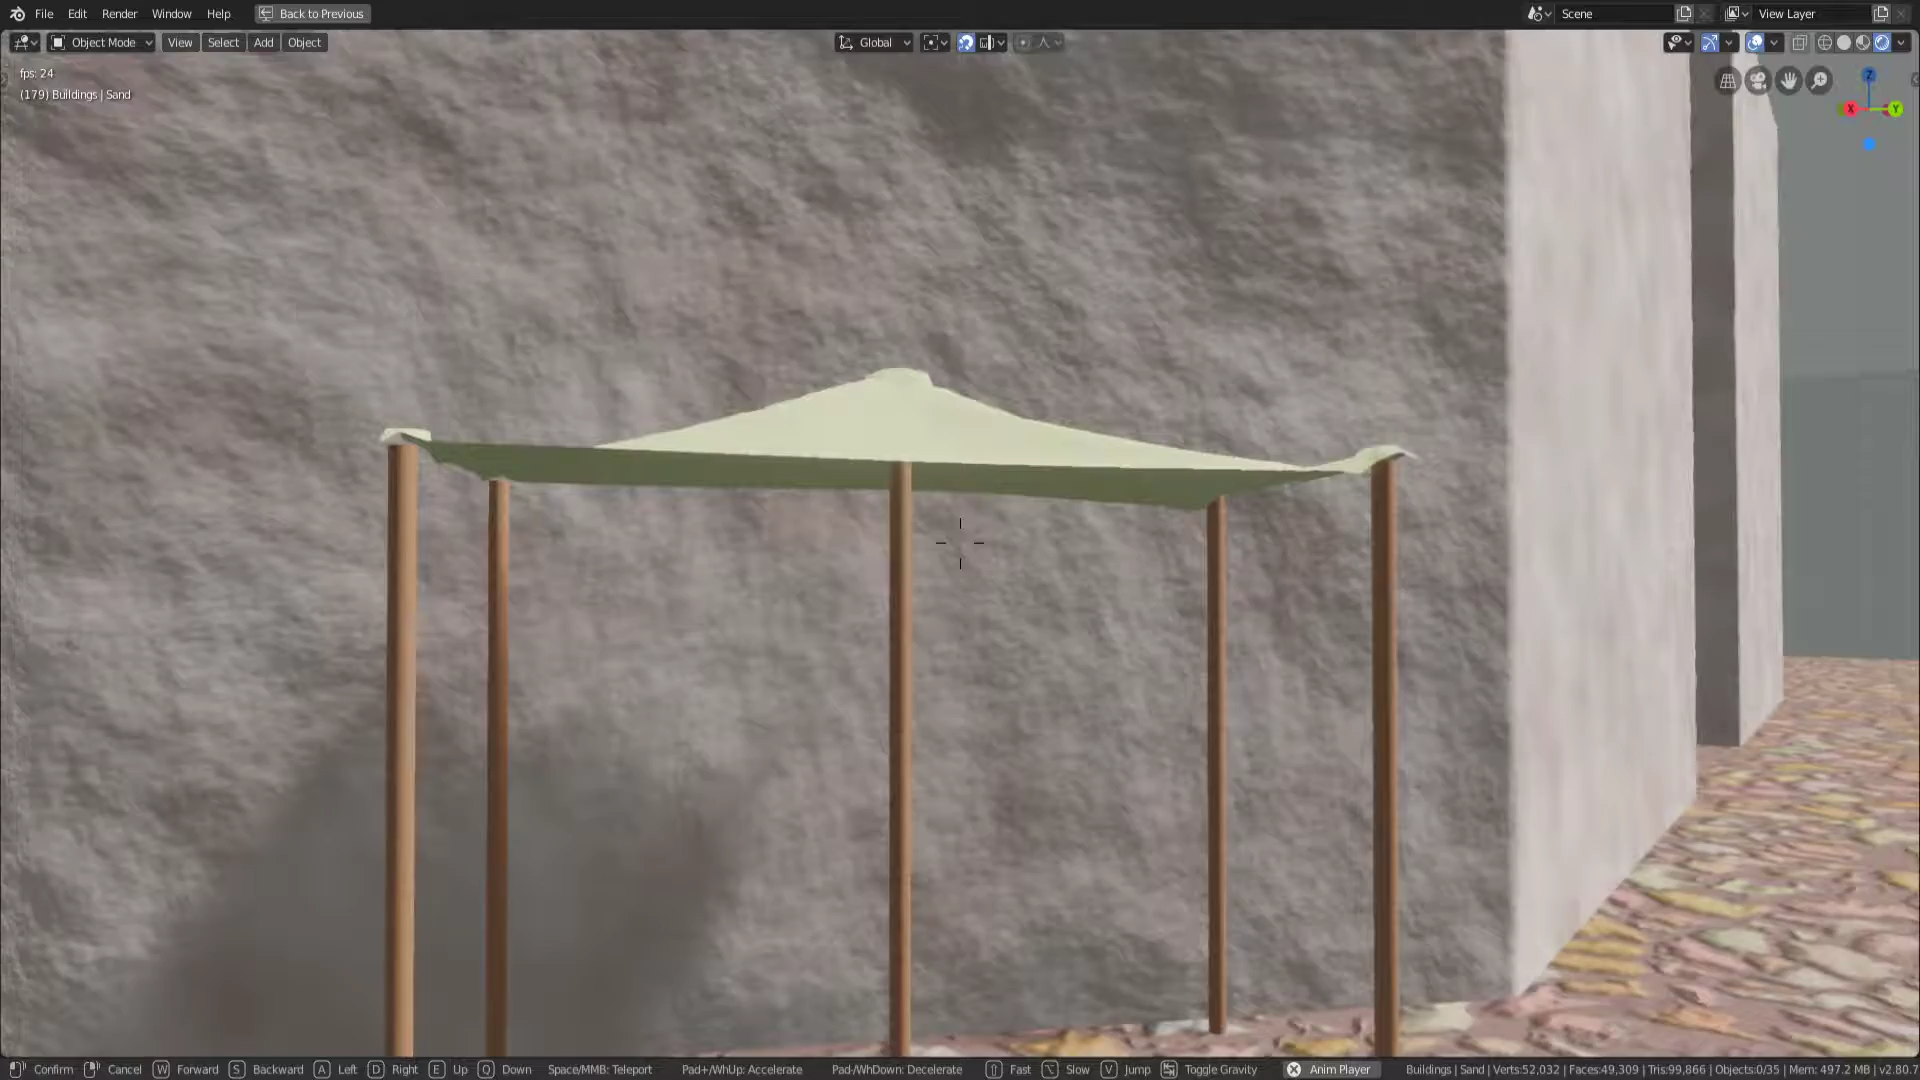 File Edit Render Window Help Back to Previous Scene View Layer
Object Mode View Select Add Object Global
fps: 24
(179) Buildings | Sand
Z
X Y
Confirm Cancel W Forward S Backward A Left D Right E Up Q Down Space/MMB: Teleport Pad+/WhUp: Accelerate Pad/WhDown: Decelerate Fast Slow V Jump Toggle Gravity Anim Player Buildings | Sand | Verts:52,032 | Faces:49,309 | Tris:99,866 | Objects:0/35 | Mem: 497.2 MB | v2.80.7